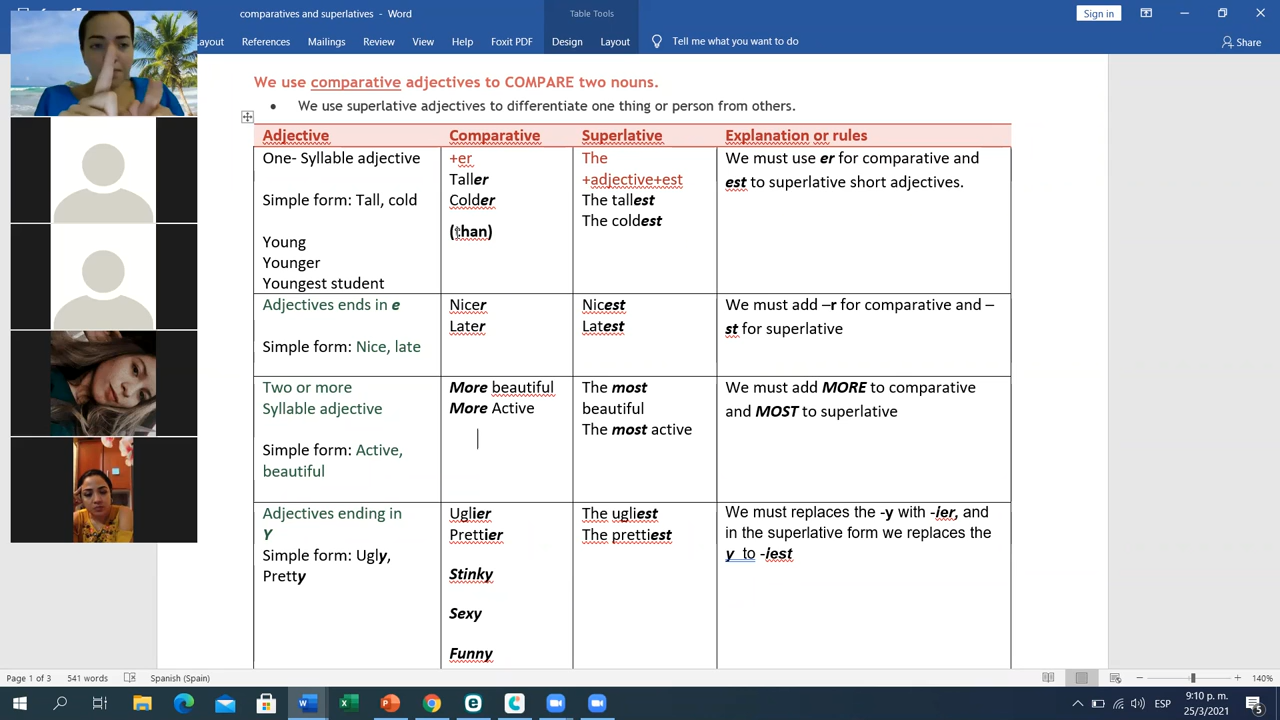 comparatives and superlatives - Word
Table Tools
Sign in
Layout References Mailings Review View Help Foxit PDF Design Layout Tell me what you want to do Share
We use comparative adjectives to COMPARE two nouns.
• We use superlative adjectives to differentiate one thing or person from others.
Adjective Comparative Superlative Explanation or rules
One- Syllable adjective
Simple form: Tall, cold
Young
Younger
Youngest student
+er
Taller
Colder
(than)
The
+adjective+est
The tallest
The coldest
We must use er for comparative and
est to superlative short adjectives.
Adjectives ends in e
Simple form: Nice, late
Nicer
Later
Nicest
Latest
We must add –r for comparative and –
st for superlative
Two or more
Syllable adjective
Simple form: Active,
beautiful
More beautiful
More Active
The most
beautiful
The most active
We must add MORE to comparative
and MOST to superlative
Adjectives ending in
Y
Simple form: Ugly,
Pretty
Uglier
Prettier
Stinky
Sexy
Funny
The ugliest
The prettiest
We must replaces the -y with -ier, and
in the superlative form we replaces the
y to -iest
Page 1 of 3 541 words Spanish (Spain) 140%
ESP
9:10 p. m.
25/3/2021
5